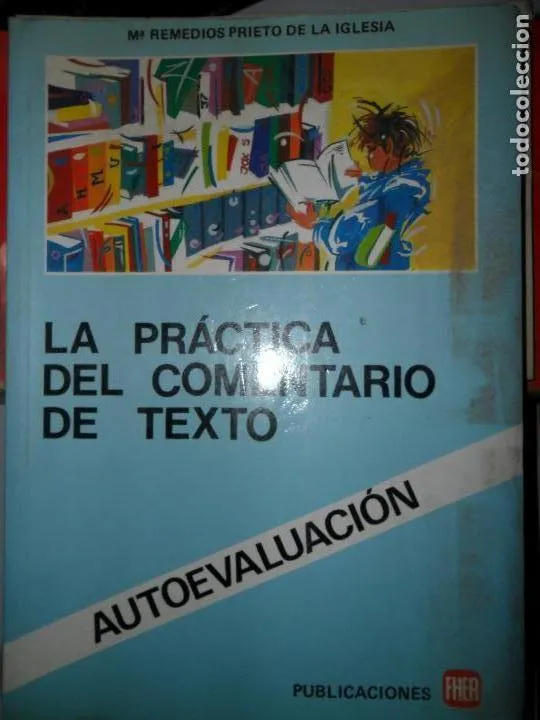 Mª REMEDIOS PRIETO DE LA IGLESIA
LA PRÁCTICA
DEL COMENTARIO
DE TEXTO
AUTOEVALUACIÓN
PUBLICACIONES FHER
todocoleccion